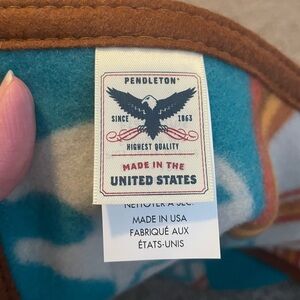 PENDLETON®
SINCE 1863
HIGHEST QUALITY
MADE IN THE
UNITED STATES
NETTOYER À SEC.
MADE IN USA
FABRIQUÉ AUX
ÉTATS-UNIS